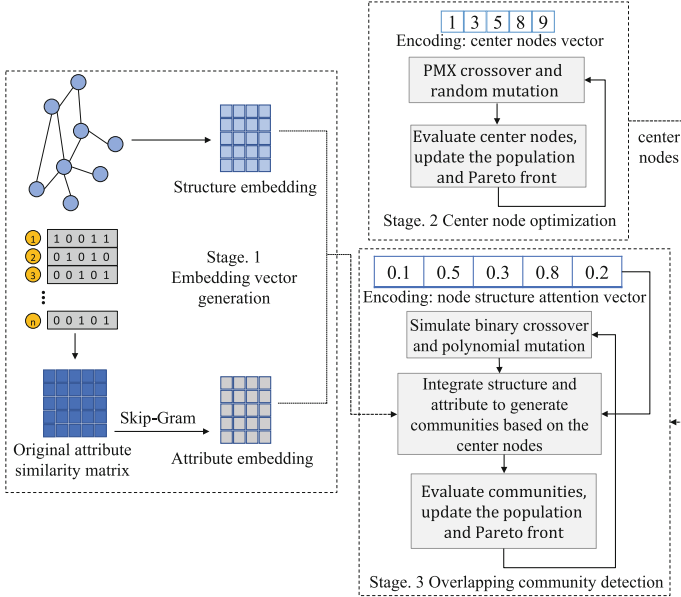 Structure embedding
1 1 0 0 1 1
2 0 1 0 1 0
3 0 0 1 0 1
n 0 0 1 0 1
Stage. 1
Embedding vector
generation
Skip-Gram
Original attribute
similarity matrix
Attribute embedding
1 3 5 8 9
Encoding: center nodes vector
PMX crossover and
random mutation
Evaluate center nodes,
update the population
and Pareto front
Stage. 2 Center node optimization
center
nodes
0.1 0.5 0.3 0.8 0.2
Encoding: node structure attention vector
Simulate binary crossover
and polynomial mutation
Integrate structure and
attribute to generate
communities based on the
center nodes
Evaluate communities,
update the population
and Pareto front
Stage. 3 Overlapping community detection